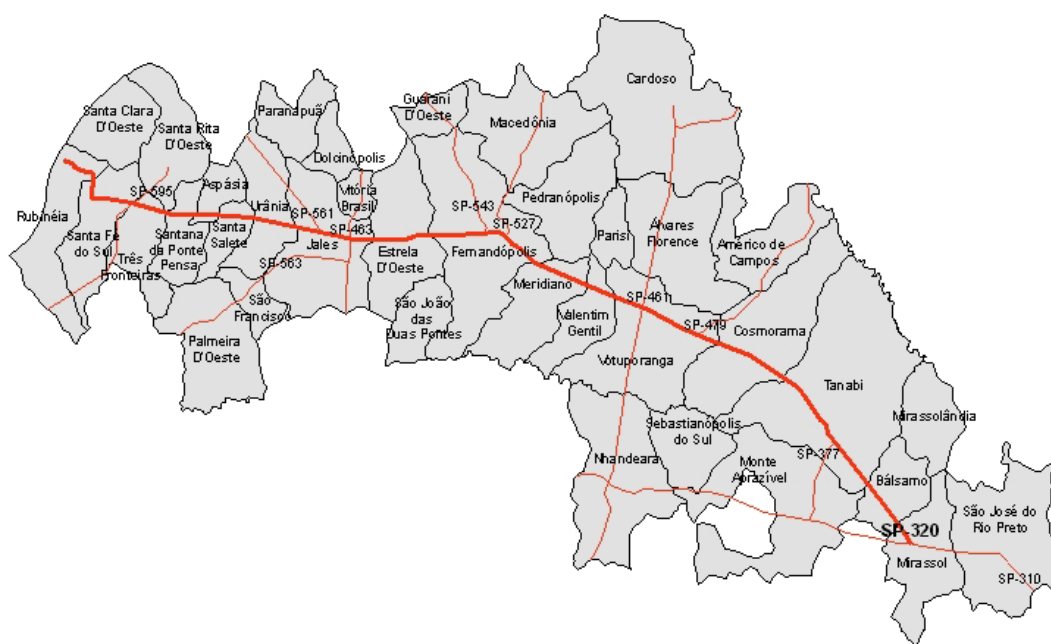 Cardoso
Santa Clara
D'Oeste
Santa Rita
D'Oeste
Paranapuã
Guarani
D'Oeste
Macedônia
Dolcinópolis
SP-595
Aspásia
Urânia
Vitória
Brasil
Pedranópolis
Rubinéia
Santa Fé
do Sul
Três
Fronteiras
Santana
da Ponte
Pensa
Santa
Salete
SP-561
SP-463
Jales
SP-563
Estrela
D'Oeste
SP-543
SP-527
Fernandópolis
Parisi
Álvares
Florence
Américo de
Campos
Meridiano
São
Francisco
São João
das
Duas Pontes
Valentim
Gentil
SP-461
SP-479
Cosmorama
Palmeira
D'Oeste
Votuporanga
Tanabi
Sebastianópolis
do Sul
Mirassolândia
Nhandeara
Monte
Aprazível
SP-377
Bálsamo
São José do
Rio Preto
SP-320
Mirassol
SP-310